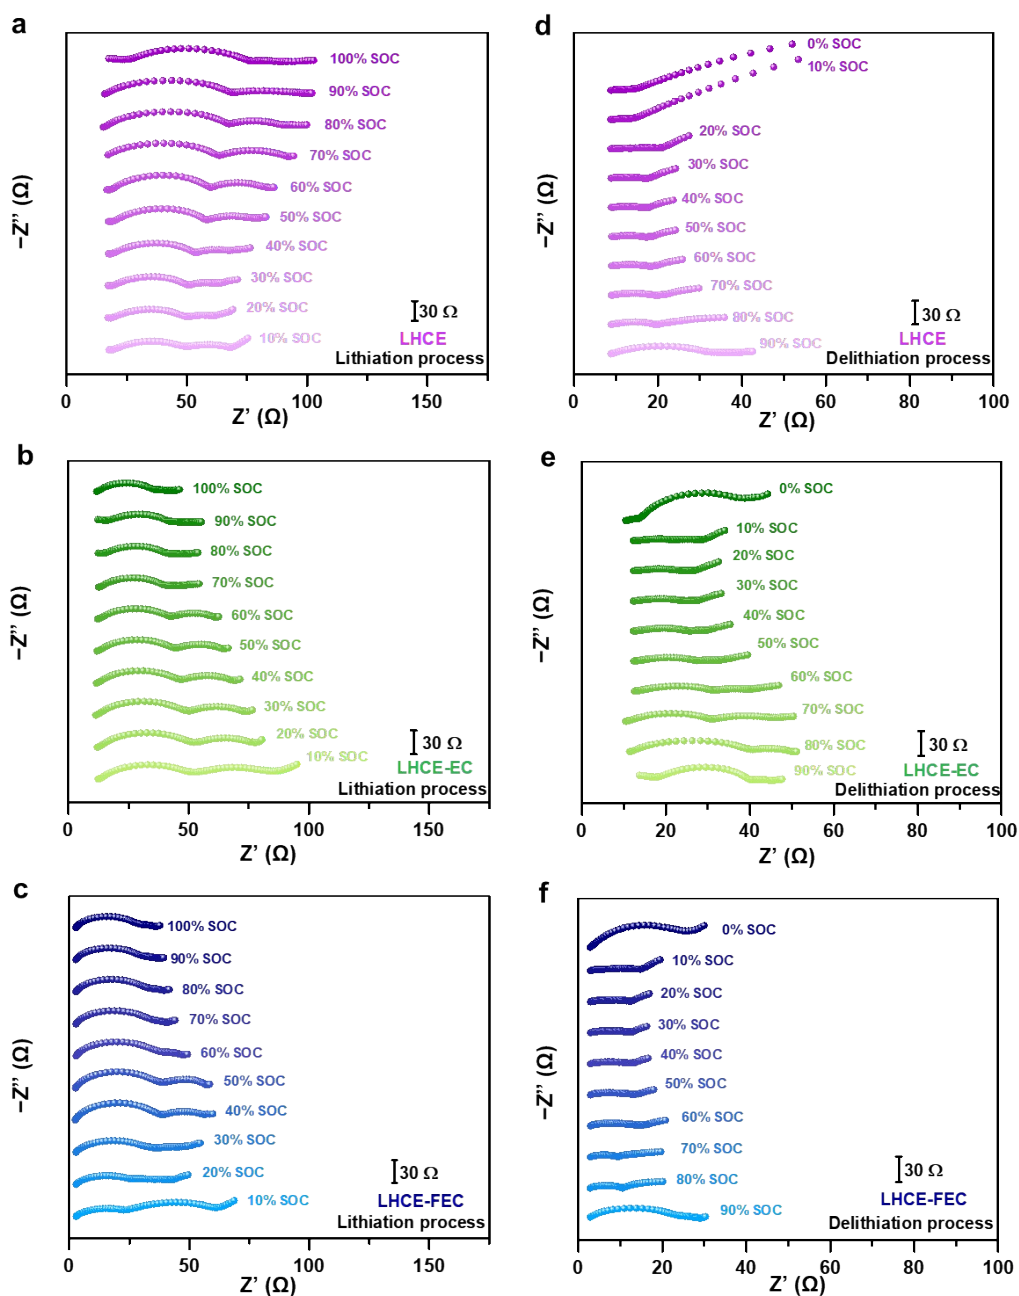 a
100% SOC
90% SOC
80% SOC
70% SOC
60% SOC
50% SOC
40% SOC
30% SOC
20% SOC
10% SOC
30 Ω
LHCE
Lithiation process
−Z’’ (Ω)
0 50 100 150
Z’ (Ω)
d
0% SOC
10% SOC
20% SOC
30% SOC
40% SOC
50% SOC
60% SOC
70% SOC
80% SOC
90% SOC
30 Ω
LHCE
Delithiation process
−Z’’ (Ω)
0 20 40 60 80 100
Z’ (Ω)
b
100% SOC
90% SOC
80% SOC
70% SOC
60% SOC
50% SOC
40% SOC
30% SOC
20% SOC
10% SOC
30 Ω
LHCE-EC
Lithiation process
−Z’’ (Ω)
0 50 100 150
Z’ (Ω)
e
0% SOC
10% SOC
20% SOC
30% SOC
40% SOC
50% SOC
60% SOC
70% SOC
80% SOC
90% SOC
30 Ω
LHCE-EC
Delithiation process
−Z’’ (Ω)
0 20 40 60 80 100
Z’ (Ω)
c
100% SOC
90% SOC
80% SOC
70% SOC
60% SOC
50% SOC
40% SOC
30% SOC
20% SOC
10% SOC
30 Ω
LHCE-FEC
Lithiation process
−Z’’ (Ω)
0 50 100 150
Z’ (Ω)
f
0% SOC
10% SOC
20% SOC
30% SOC
40% SOC
50% SOC
60% SOC
70% SOC
80% SOC
90% SOC
30 Ω
LHCE-FEC
Delithiation process
−Z’’ (Ω)
0 20 40 60 80 100
Z’ (Ω)